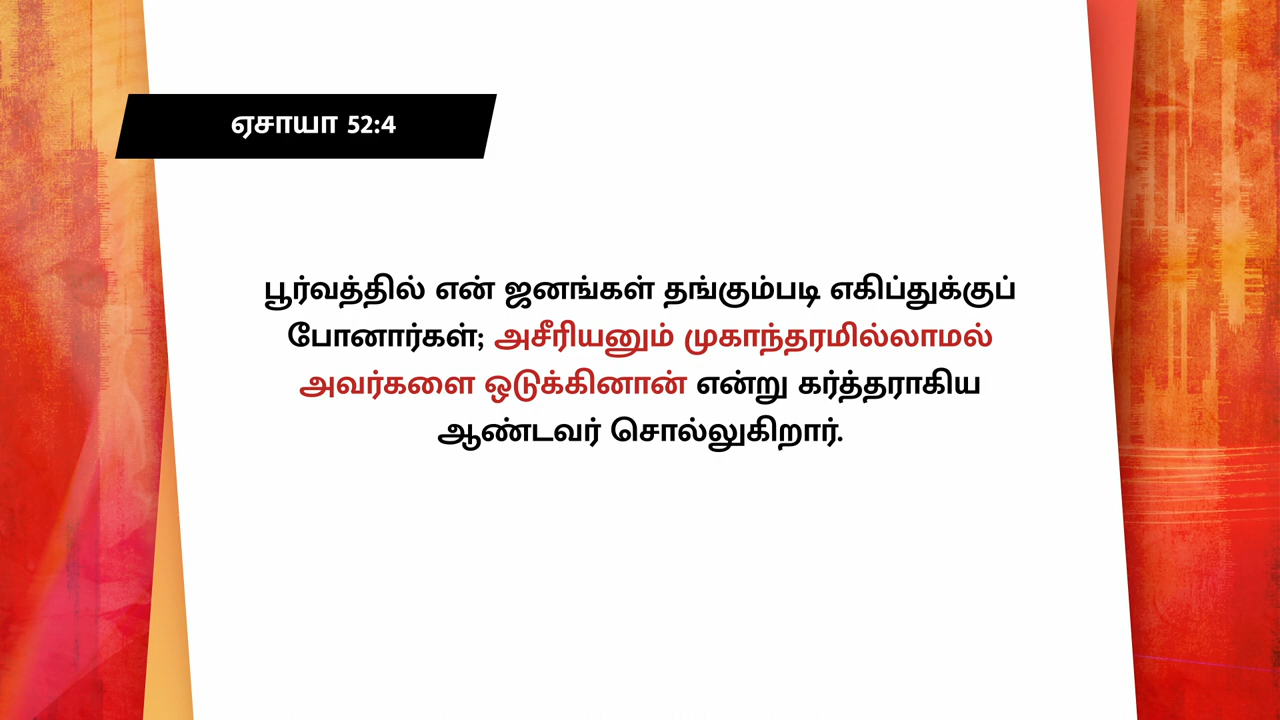 ஏசாயா 52:4
பூர்வத்தில் என் ஜனங்கள் தங்கும்படி எகிப்துக்குப்
போனார்கள்; அசீரியனும் முகாந்தரமில்லாமல்
அவர்களை ஒடுக்கினான் என்று கர்த்தராகிய
ஆண்டவர் சொல்லுகிறார்.